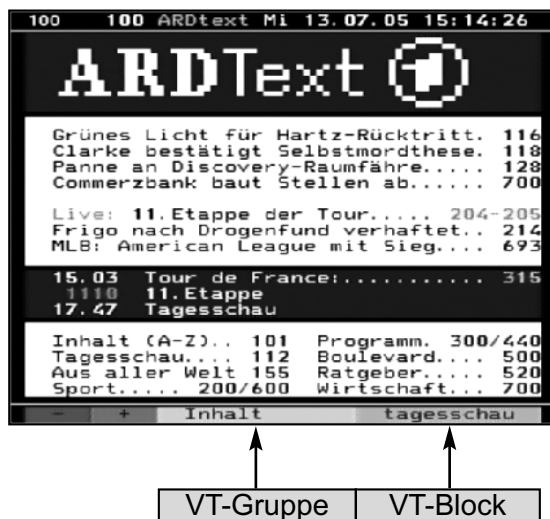 100 100 ARDtext Mi 13.07.05 15:14:26
ARDText 1
Grünes Licht für Hartz-Rücktritt. 116
Clarke bestätigt Selbstmordthese. 118
Panne an Discovery-Raumfähre..... 128
Commerzbank baut Stellen ab...... 700
Live: 11.Etappe der Tour..... 204-205
Frigo nach Drogenfund verhaftet.. 214
MLB: American League mit Sieg.... 693
15.03 Tour de France:........... 315
1110 11.Etappe
17.47 Tagesschau
Inhalt (A-Z).. 101 Programm. 300/440
Tagesschau.... 112 Boulevard.... 500
Aus aller Welt 155 Ratgeber..... 520
Sport..... 200/600 Wirtschaft... 700
- + Inhalt tagesschau
VT-Gruppe VT-Block